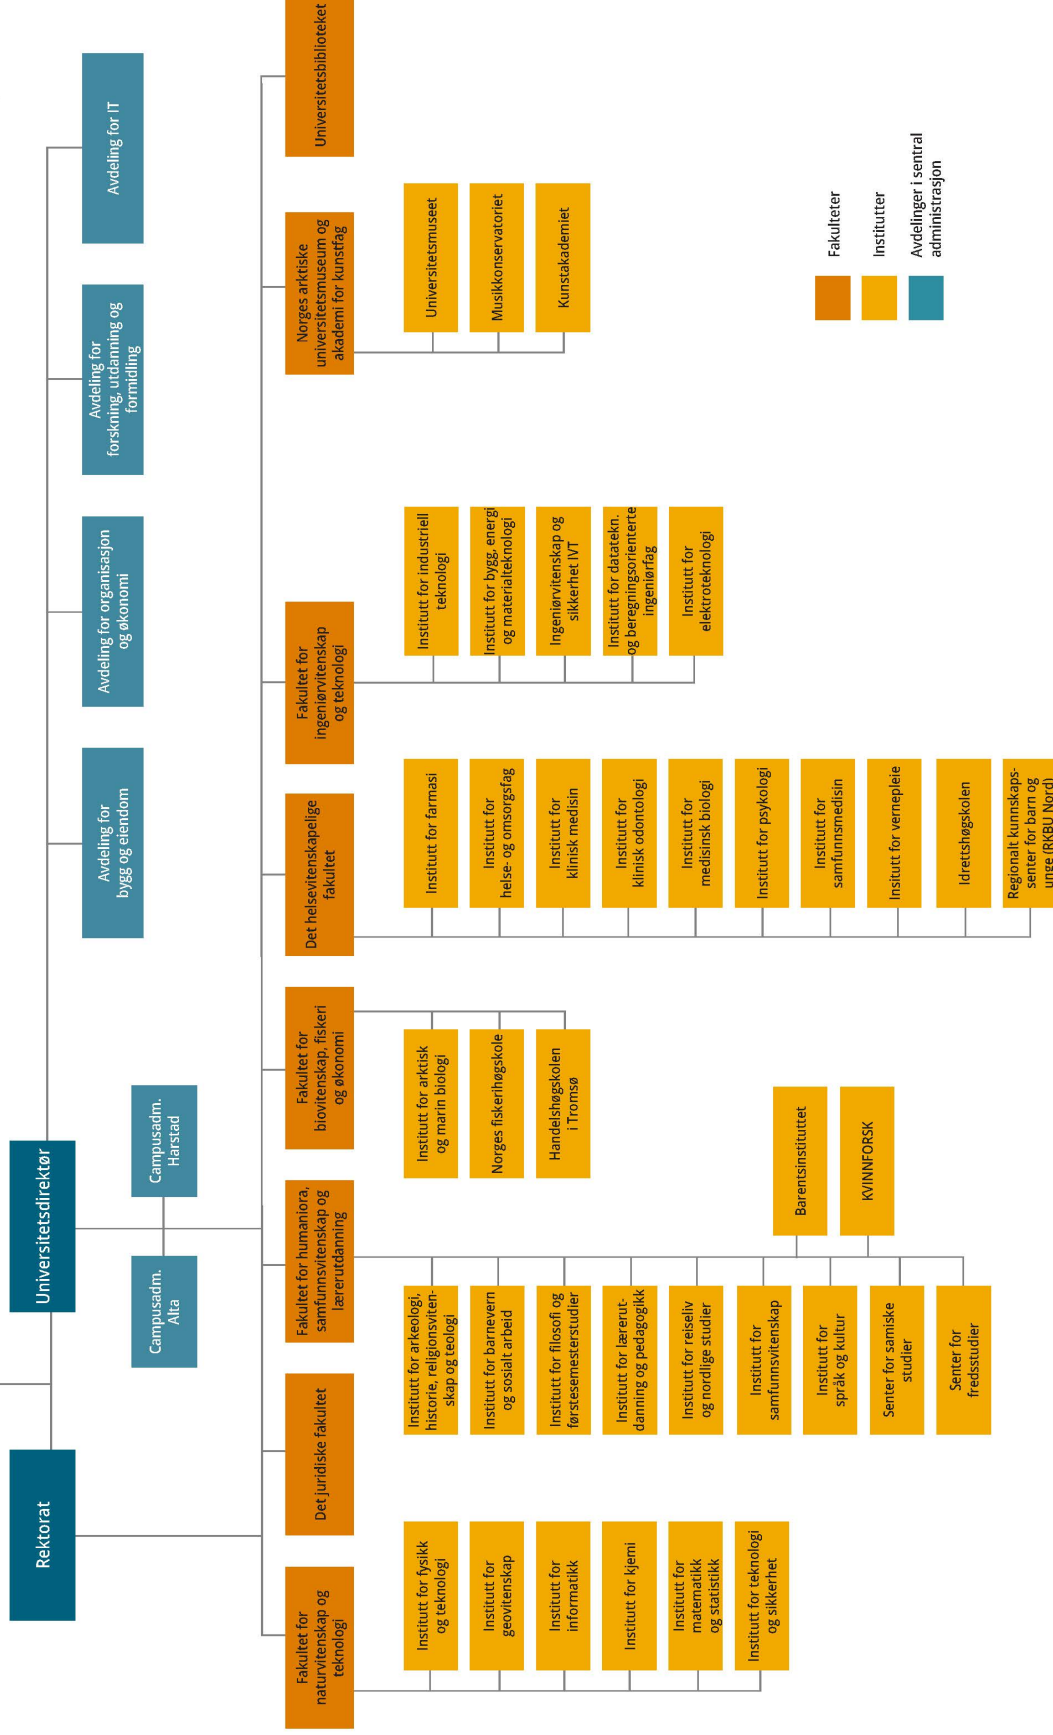 Rektorat
Universitetsdirektør
Campusadm.
Alta
Campusadm.
Harstad
Avdeling for
bygg og eiendom
Avdeling for organisasjon
og økonomi
Avdeling for
forskning, utdanning og
formidling
Avdeling for IT
Fakultet for
naturvitenskap og
teknologi
Institutt for fysikk
og teknologi
Institutt for
geovitenskap
Institutt for
informatikk
Institutt for kjemi
Institutt for
matematikk
og statistikk
Institutt for teknologi
og sikkerhet
Det juridiske fakultet
Fakultet for humaniora,
samfunnsvitenskap og
lærerutdanning
Institutt for arkeologi,
historie, religionsviten-
skap og teologi
Institutt for barnevern
og sosialt arbeid
Institutt for filosofi og
førstesemesterstudier
Institutt for lærerut-
danning og pedagogikk
Institutt for reiseliv
og nordlige studier
Institutt for
samfunnsvitenskap
Institutt for
språk og kultur
Senter for samiske
studier
Senter for
fredsstudier
Barentsinstituttet
KVINNFORSK
Fakultet for
biovitenskap, fiskeri
og økonomi
Institutt for arktisk
og marin biologi
Norges fiskerihøgskole
Handelshøgskolen
i Tromsø
Det helsevitenskapelige
fakultet
Institutt for farmasi
Institutt for
helse- og omsorgsfag
Institutt for
klinisk medisin
Institutt for
klinisk odontologi
Institutt for
medisinsk biologi
Institutt for psykologi
Institutt for
samfunnsmedisin
Insitutt for vernepleie
Idrettshøgskolen
Regionalt kunnskaps-
senter for barn og
unge (RKBU Nord)
Fakultet for
ingeniørvitenskap
og teknologi
Institutt for industriell
teknologi
Institutt for bygg, energi
og materialteknologi
Ingeniørvitenskap og
sikkerhet IVT
Institutt for datatekn.
og beregningsorienterte
ingeniørfag
Institutt for
elektroteknologi
Norges arktiske
universitetsmuseum og
akademi for kunstfag
Universitetsmuseet
Musikkonservatoriet
Kunstakademiet
Universitetsbiblioteket
Fakulteter
Institutter
Avdelinger i sentral
administrasjon